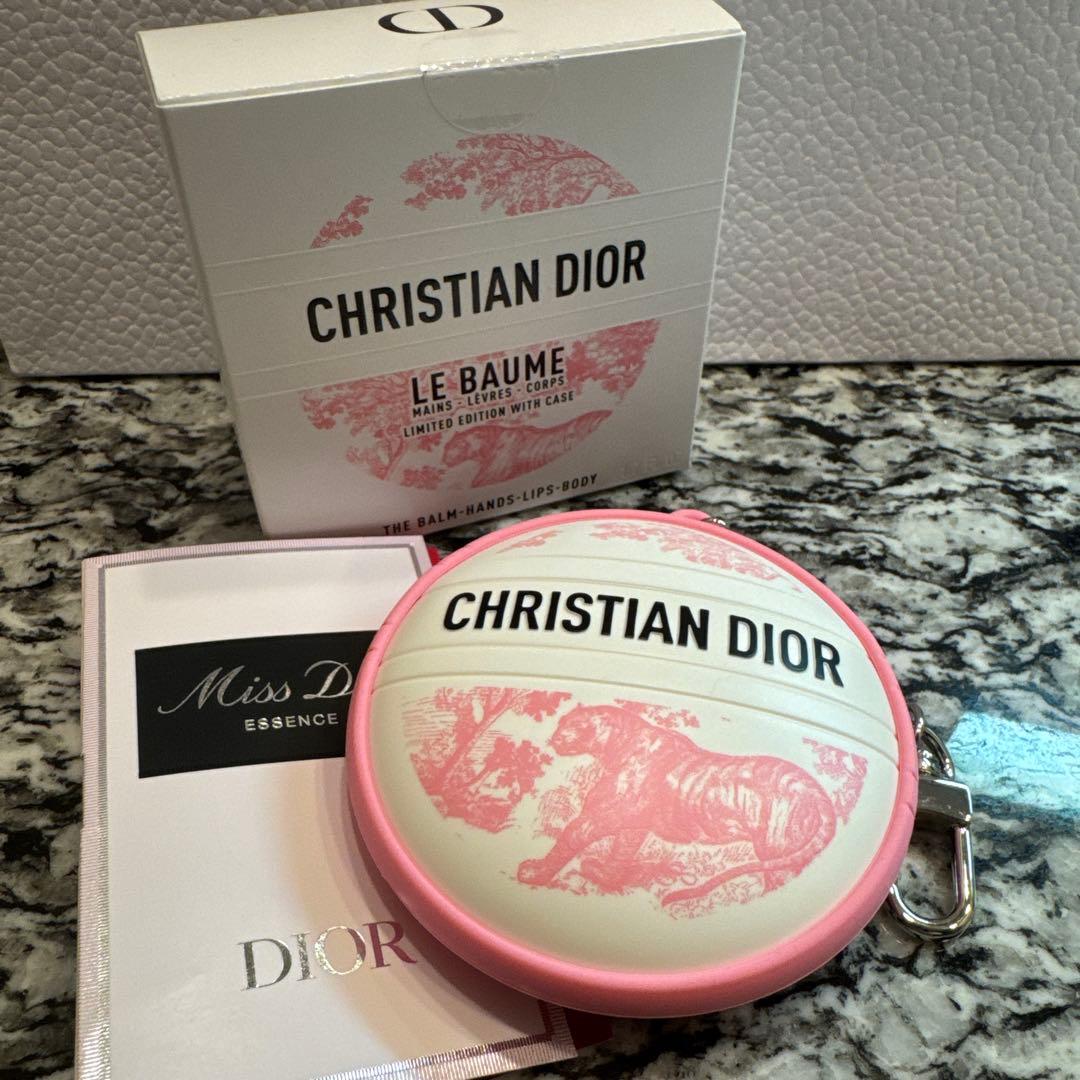 CD
CHRISTIAN DIOR
LE BAUME
MAINS - LÈVRES - CORPS
LIMITED EDITION WITH CASE
THE BALM-HANDS-LIPS-BODY
CHRISTIAN DIOR
Miss
ESSENCE
DIOR